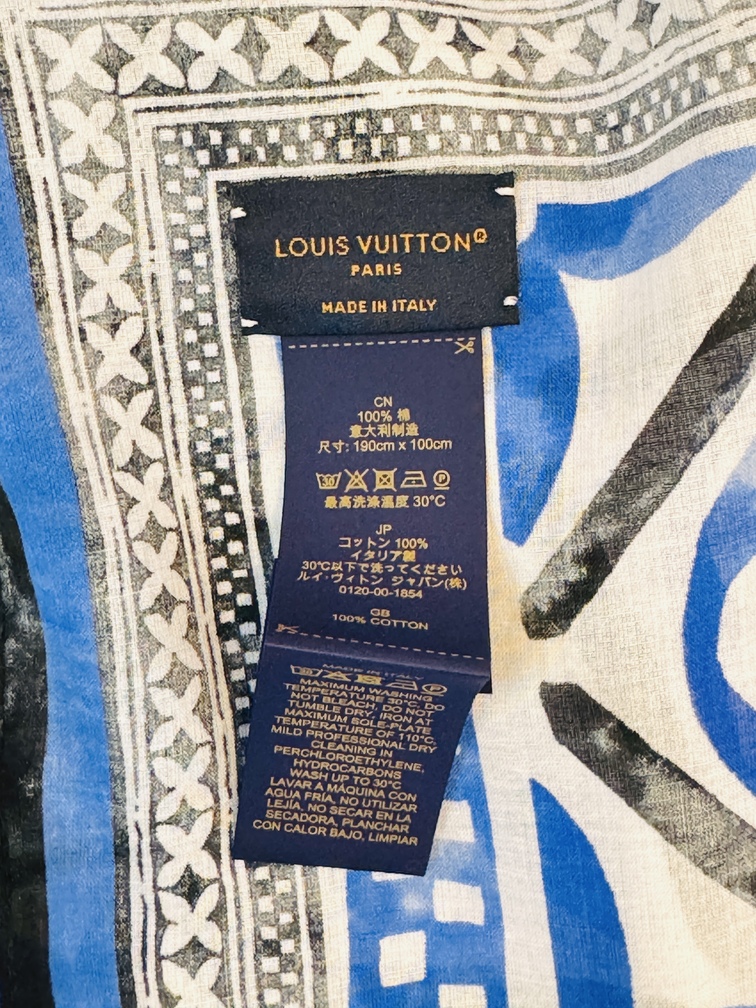 LOUIS VUITTON®
PARIS
MADE IN ITALY
CN
100% 棉
意大利制造
尺寸: 190cm x 100cm
30 P
最高洗涤温度 30°C
JP
コットン 100%
イタリア製
30℃以下で洗ってください
ルイ·ヴィトン ジャパン(株)
0120-00-1854
GB
100% COTTON
MADE IN ITALY
30 P
MAXIMUM WASHING
TEMPERATURE 30°C, DO
NOT BLEACH, DO NOT
TUMBLE DRY, IRON AT
MAXIMUM SOLE-PLATE
TEMPERATURE OF 110°C,
MILD PROFESSIONAL DRY
CLEANING IN
PERCHLOROETHYLENE,
HYDROCARBONS
WASH UP TO 30°C
LAVAR A MÁQUINA CON
AGUA FRÍA, NO UTILIZAR
LEJÍA, NO SECAR EN LA
SECADORA, PLANCHAR
CON CALOR BAJO, LIMPIAR